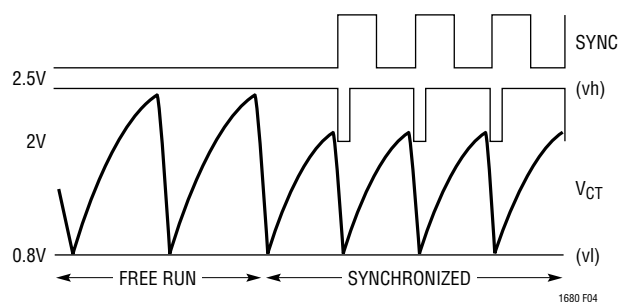 SYNC
2.5V
(vh)
2V
VCT
0.8V
(vl)
FREE RUN
SYNCHRONIZED
1680 F04